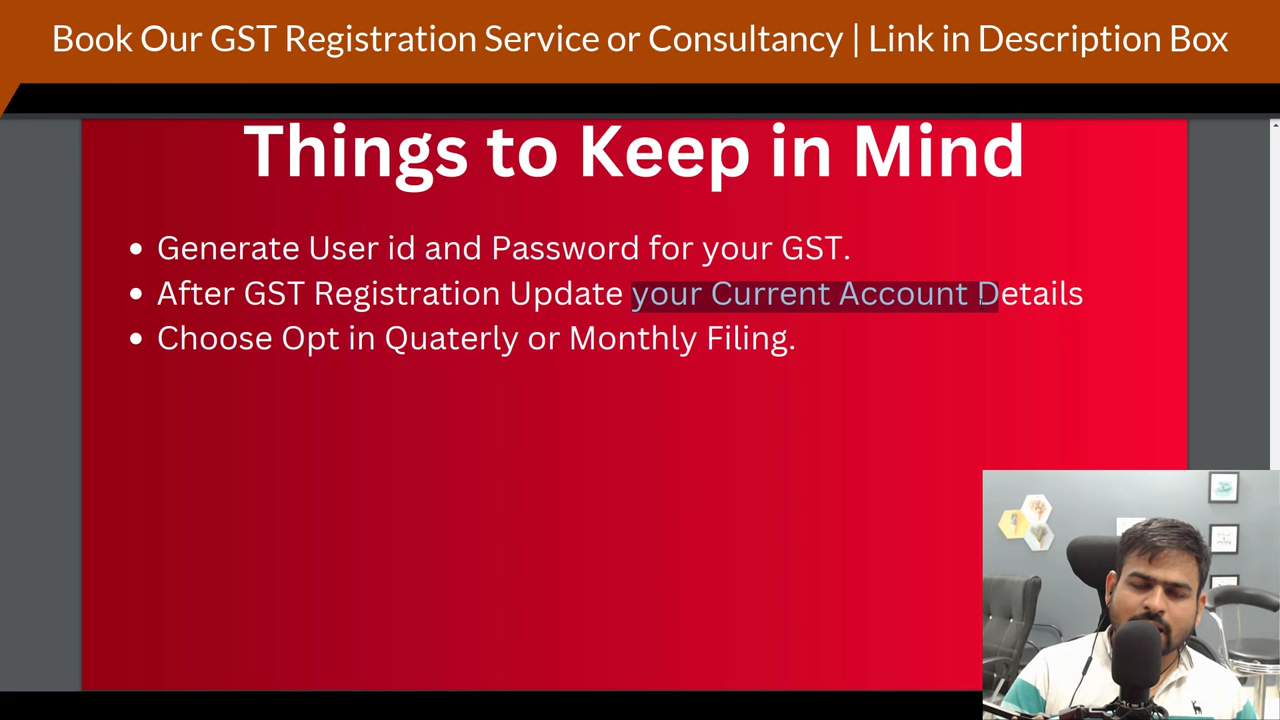 Book Our GST Registration Service or Consultancy | Link in Description Box
Things to Keep in Mind
• Generate User id and Password for your GST.
• After GST Registration Update your Current Account Details
• Choose Opt in Quaterly or Monthly Filing.